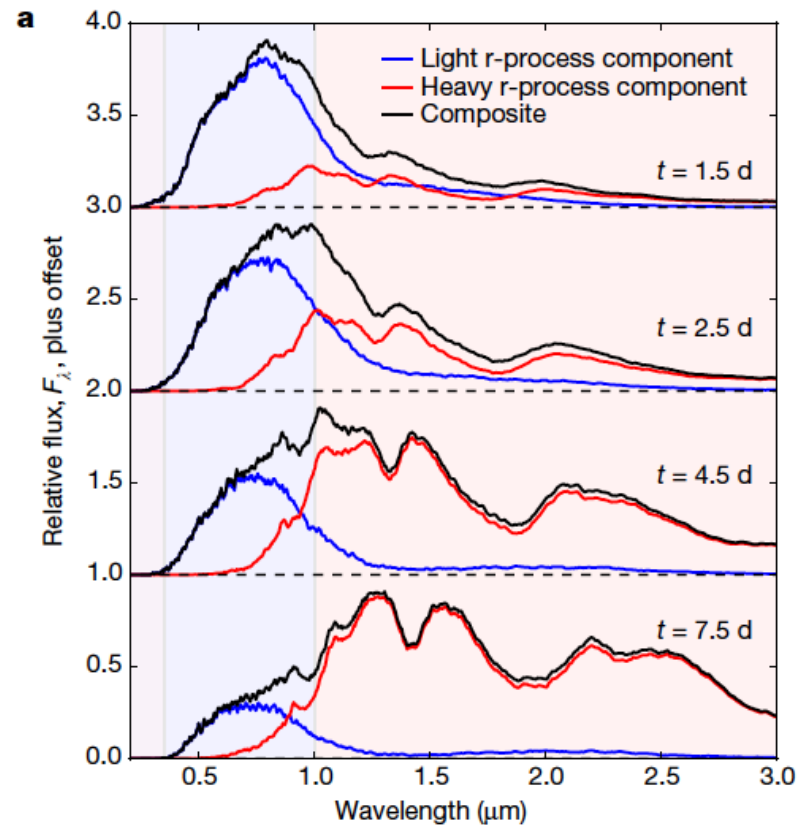 a
4.0
Light r-process component
Heavy r-process component
Composite
3.5
t = 1.5 d
3.0
2.5
t = 2.5 d
2.0
1.5
t = 4.5 d
1.0
t = 7.5 d
0.5
0.0
Relative flux, Fλ, plus offset
0.5 1.0 1.5 2.0 2.5 3.0
Wavelength (μm)